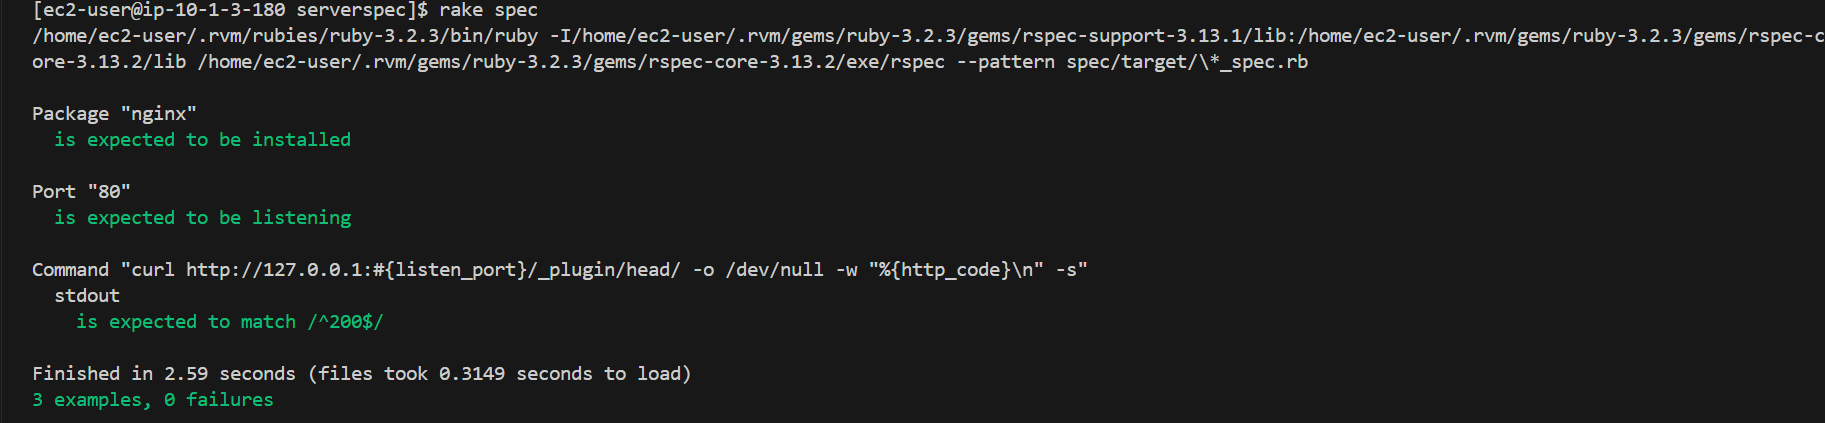 [ec2-user@ip-10-1-3-180 serverspec]$ rake spec
/home/ec2-user/.rvm/rubies/ruby-3.2.3/bin/ruby -I/home/ec2-user/.rvm/gems/ruby-3.2.3/gems/rspec-support-3.13.1/lib:/home/ec2-user/.rvm/gems/ruby-3.2.3/gems/rspec-c
ore-3.13.2/lib /home/ec2-user/.rvm/gems/ruby-3.2.3/gems/rspec-core-3.13.2/exe/rspec --pattern spec/target/\*_spec.rb
Package "nginx"
is expected to be installed
Port "80"
is expected to be listening
Command "curl http://127.0.0.1:#{listen_port}/_plugin/head/ -o /dev/null -w "%{http_code}\n" -s"
stdout
is expected to match /^200$/
Finished in 2.59 seconds (files took 0.3149 seconds to load)
3 examples, 0 failures